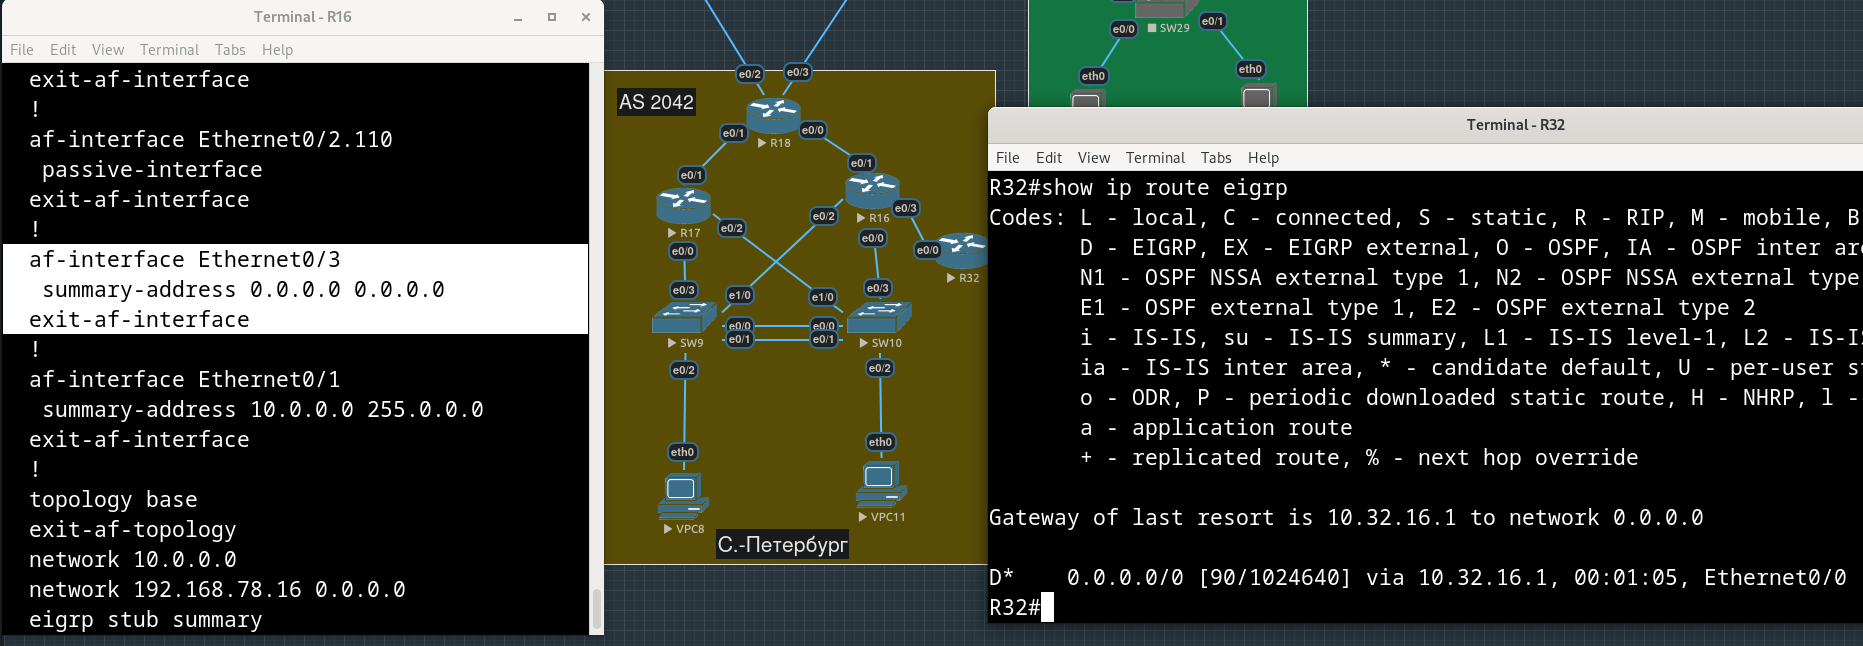 Terminal - R16
File Edit View Terminal Tabs Help
exit-af-interface
!
af-interface Ethernet0/2.110
passive-interface
exit-af-interface
!
af-interface Ethernet0/3
summary-address 0.0.0.0 0.0.0.0
exit-af-interface
!
af-interface Ethernet0/1
summary-address 10.0.0.0 255.0.0.0
exit-af-interface
!
topology base
exit-af-topology
network 10.0.0.0
network 192.168.78.16 0.0.0.0
eigrp stub summary
AS 2042
e0/2
e0/3
R18
e0/1
e0/0
e0/1
e0/1
R17
e0/2
e0/0
R16
e0/3
e0/2
e0/0
e0/0
R32
e0/3
e1/0
e1/0
e0/3
SW9
e0/0
e0/0
e0/1
e0/1
SW10
e0/2
e0/2
eth0
eth0
VPC8
VPC11
С.-Петербург
SW29
e0/0
e0/1
eth0
eth0
Terminal - R32
File Edit View Terminal Tabs Help
R32#show ip route eigrp
Codes: L - local, C - connected, S - static, R - RIP, M - mobile, B
D - EIGRP, EX - EIGRP external, O - OSPF, IA - OSPF inter are
N1 - OSPF NSSA external type 1, N2 - OSPF NSSA external type
E1 - OSPF external type 1, E2 - OSPF external type 2
i - IS-IS, su - IS-IS summary, L1 - IS-IS level-1, L2 - IS-IS
ia - IS-IS inter area, * - candidate default, U - per-user st
o - ODR, P - periodic downloaded static route, H - NHRP, l -
a - application route
+ - replicated route, % - next hop override
Gateway of last resort is 10.32.16.1 to network 0.0.0.0
D* 0.0.0.0/0 [90/1024640] via 10.32.16.1, 00:01:05, Ethernet0/0
R32#